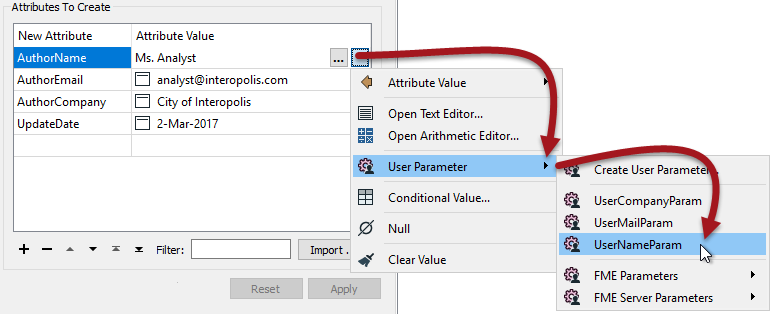 Attributes To Create
New Attribute Attribute Value
AuthorName Ms. Analyst ...
AuthorEmail analyst@interopolis.com
AuthorCompany City of Interopolis
UpdateDate 2-Mar-2017
Filter: Import ..
Reset Apply
Attribute Value
Open Text Editor...
Open Arithmetic Editor...
User Parameter
Conditional Value...
Null
Clear Value
Create User Parameter...
UserCompanyParam
UserMailParam
UserNameParam
FME Parameters
FME Server Parameters